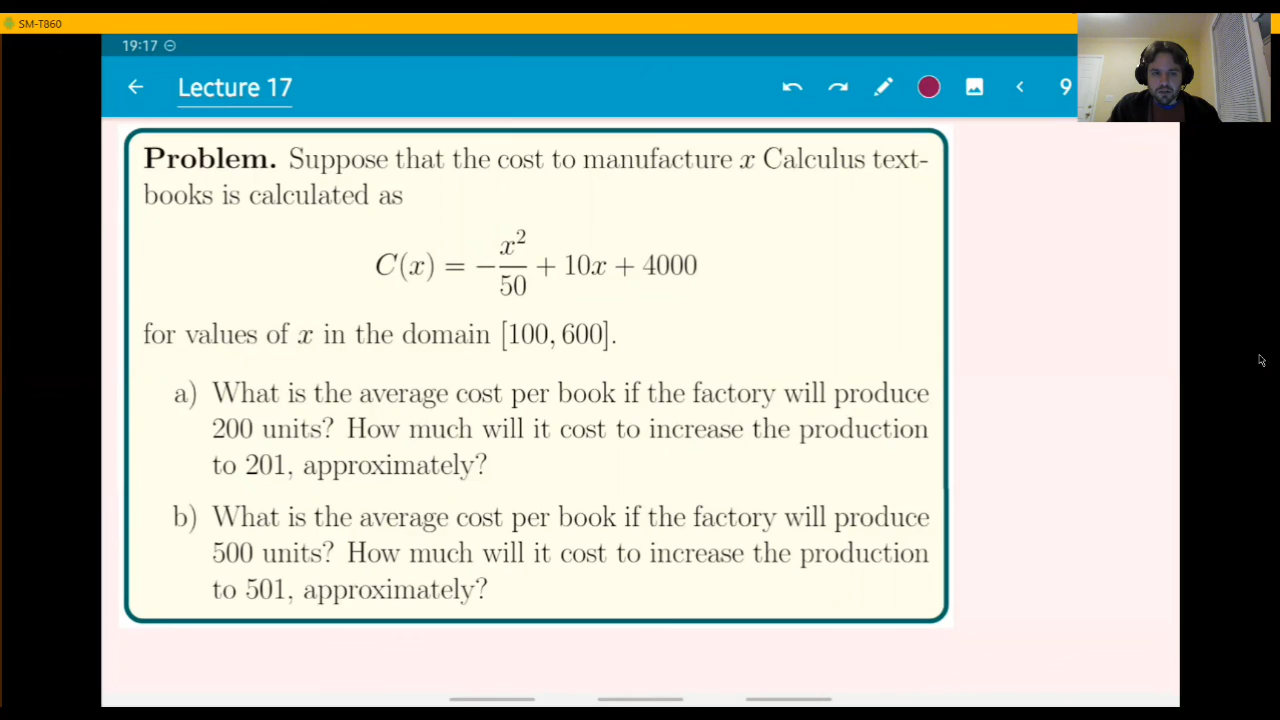 SM-T860
19:17
Lecture 17
9
Problem. Suppose that the cost to manufacture x Calculus text-
books is calculated as
C(x) = −x²/50 + 10x + 4000
for values of x in the domain [100, 600].
a) What is the average cost per book if the factory will produce
200 units? How much will it cost to increase the production
to 201, approximately?
b) What is the average cost per book if the factory will produce
500 units? How much will it cost to increase the production
to 501, approximately?